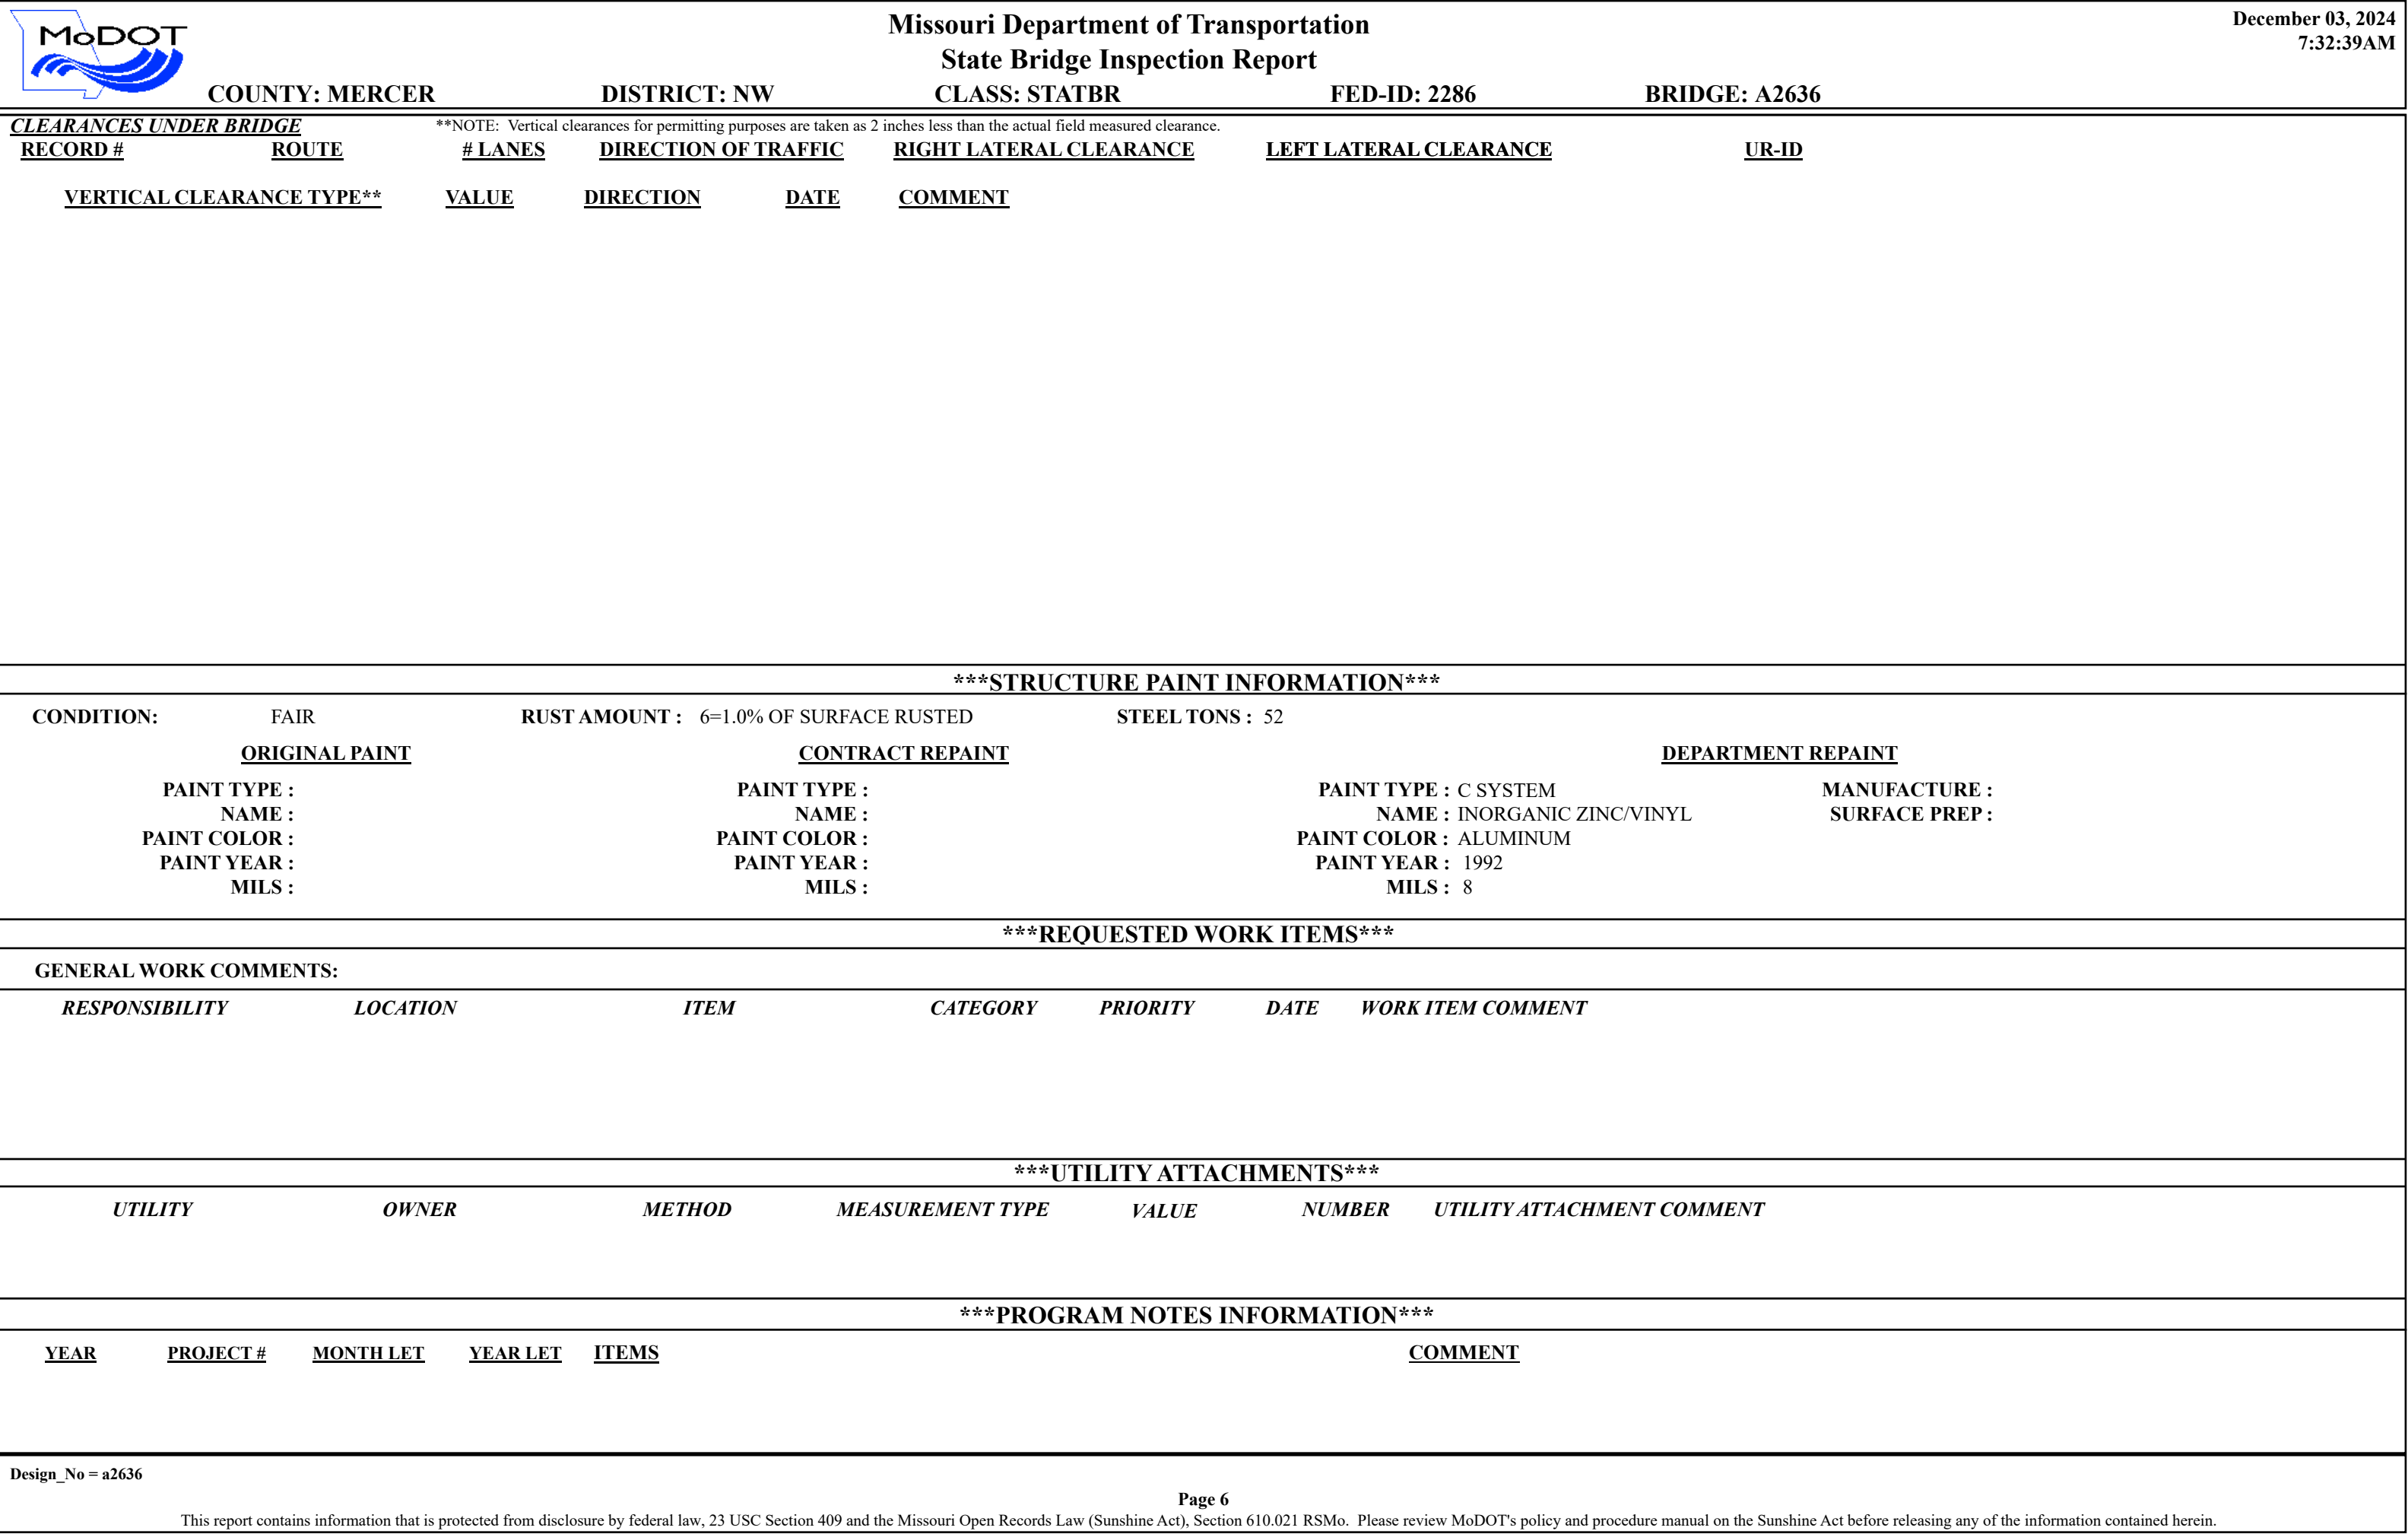 MoDOT
Missouri Department of Transportation
State Bridge Inspection Report
December 03, 2024
7:32:39AM
COUNTY: MERCER DISTRICT: NW CLASS: STATBR FED-ID: 2286 BRIDGE: A2636
CLEARANCES UNDER BRIDGE **NOTE: Vertical clearances for permitting purposes are taken as 2 inches less than the actual field measured clearance.
RECORD # ROUTE # LANES DIRECTION OF TRAFFIC RIGHT LATERAL CLEARANCE LEFT LATERAL CLEARANCE UR-ID
VERTICAL CLEARANCE TYPE** VALUE DIRECTION DATE COMMENT
***STRUCTURE PAINT INFORMATION***
CONDITION: FAIR RUST AMOUNT : 6=1.0% OF SURFACE RUSTED STEEL TONS : 52
ORIGINAL PAINT CONTRACT REPAINT DEPARTMENT REPAINT
PAINT TYPE : PAINT TYPE : PAINT TYPE : C SYSTEM MANUFACTURE :
NAME : NAME : NAME : INORGANIC ZINC/VINYL SURFACE PREP :
PAINT COLOR : PAINT COLOR : PAINT COLOR : ALUMINUM
PAINT YEAR : PAINT YEAR : PAINT YEAR : 1992
MILS : MILS : MILS : 8
***REQUESTED WORK ITEMS***
GENERAL WORK COMMENTS:
RESPONSIBILITY LOCATION ITEM CATEGORY PRIORITY DATE WORK ITEM COMMENT
***UTILITY ATTACHMENTS***
UTILITY OWNER METHOD MEASUREMENT TYPE VALUE NUMBER UTILITY ATTACHMENT COMMENT
***PROGRAM NOTES INFORMATION***
YEAR PROJECT # MONTH LET YEAR LET ITEMS COMMENT
Design_No = a2636
Page 6
This report contains information that is protected from disclosure by federal law, 23 USC Section 409 and the Missouri Open Records Law (Sunshine Act), Section 610.021 RSMo. Please review MoDOT's policy and procedure manual on the Sunshine Act before releasing any of the information contained herein.